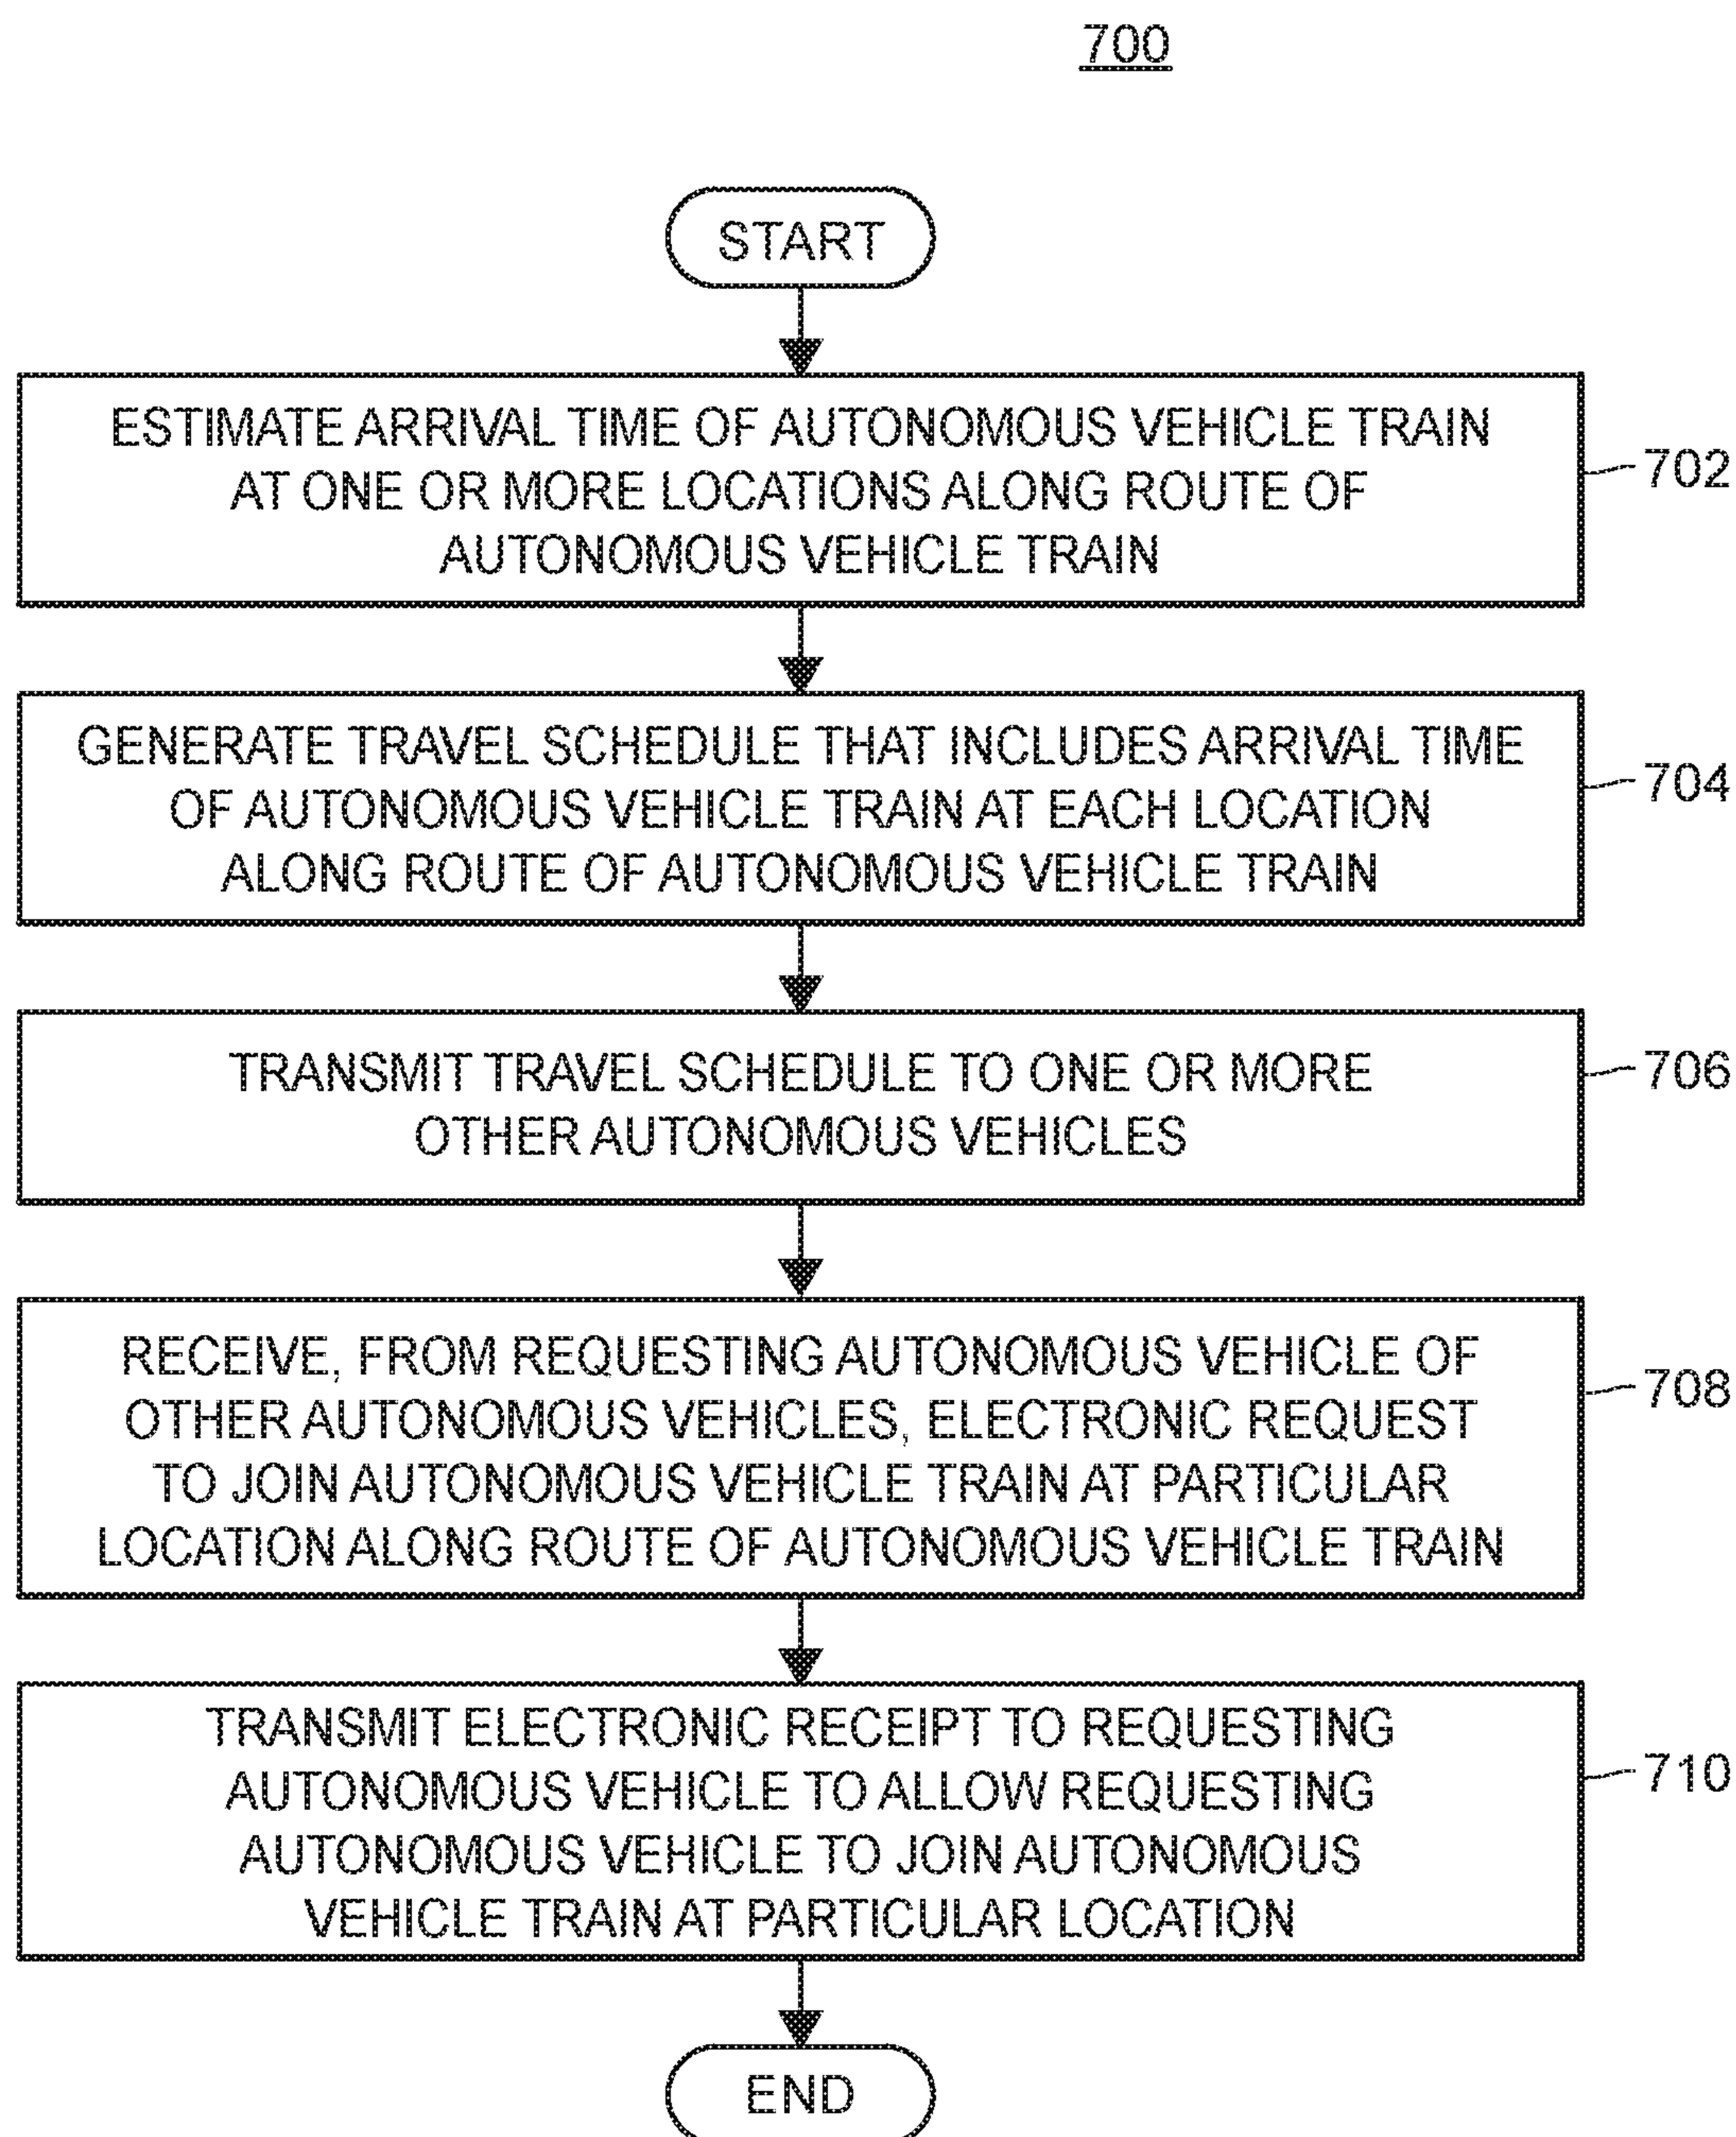 700
START
ESTIMATE ARRIVAL TIME OF AUTONOMOUS VEHICLE TRAIN
AT ONE OR MORE LOCATIONS ALONG ROUTE OF
AUTONOMOUS VEHICLE TRAIN
702
GENERATE TRAVEL SCHEDULE THAT INCLUDES ARRIVAL TIME
OF AUTONOMOUS VEHICLE TRAIN AT EACH LOCATION
ALONG ROUTE OF AUTONOMOUS VEHICLE TRAIN
704
TRANSMIT TRAVEL SCHEDULE TO ONE OR MORE
OTHER AUTONOMOUS VEHICLES
706
RECEIVE, FROM REQUESTING AUTONOMOUS VEHICLE OF
OTHER AUTONOMOUS VEHICLES, ELECTRONIC REQUEST
TO JOIN AUTONOMOUS VEHICLE TRAIN AT PARTICULAR
LOCATION ALONG ROUTE OF AUTONOMOUS VEHICLE TRAIN
708
TRANSMIT ELECTRONIC RECEIPT TO REQUESTING
AUTONOMOUS VEHICLE TO ALLOW REQUESTING
AUTONOMOUS VEHICLE TO JOIN AUTONOMOUS
VEHICLE TRAIN AT PARTICULAR LOCATION
710
END